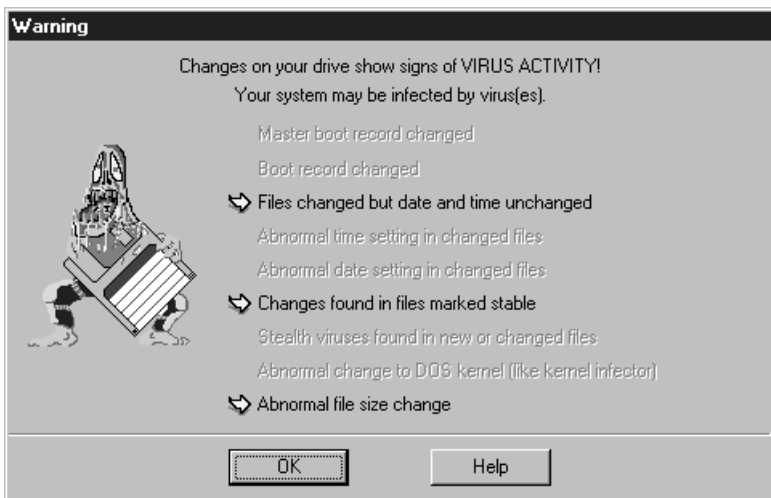 Warning
Changes on your drive show signs of VIRUS ACTIVITY!
Your system may be infected by virus(es).
Master boot record changed
Boot record changed
Files changed but date and time unchanged
Abnormal time setting in changed files
Abnormal date setting in changed files
Changes found in files marked stable
Stealth viruses found in new or changed files
Abnormal change to DOS kernel (like kernel infector)
Abnormal file size change
OK
Help